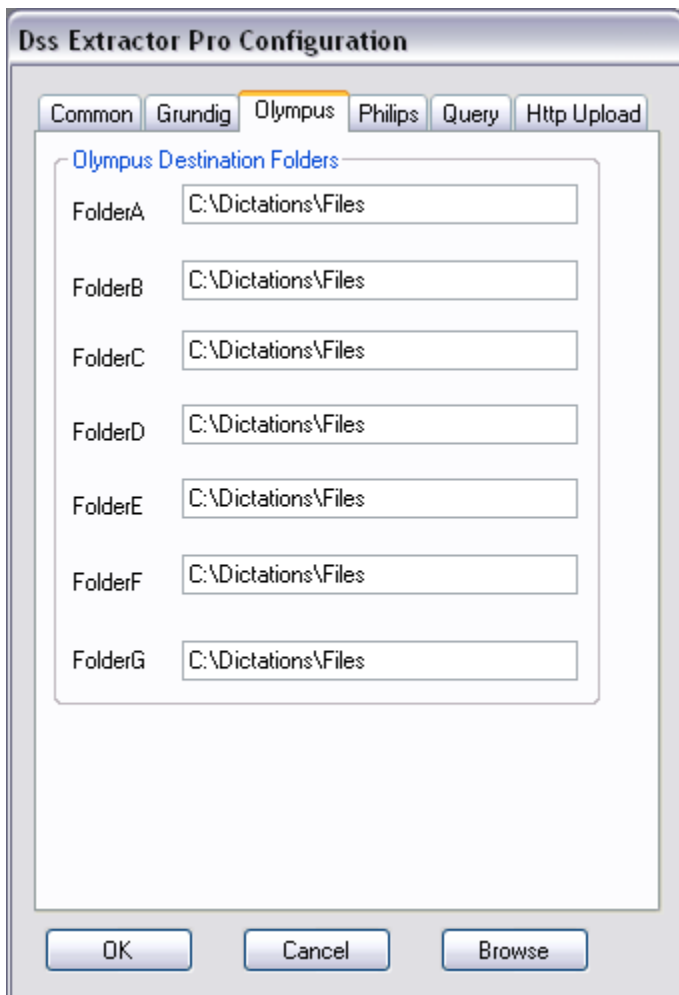 Dss Extractor Pro Configuration
Common Grundig Olympus Philips Query Http Upload
Olympus Destination Folders
FolderA C:\Dictations\Files
FolderB C:\Dictations\Files
FolderC C:\Dictations\Files
FolderD C:\Dictations\Files
FolderE C:\Dictations\Files
FolderF C:\Dictations\Files
FolderG C:\Dictations\Files
OK Cancel Browse